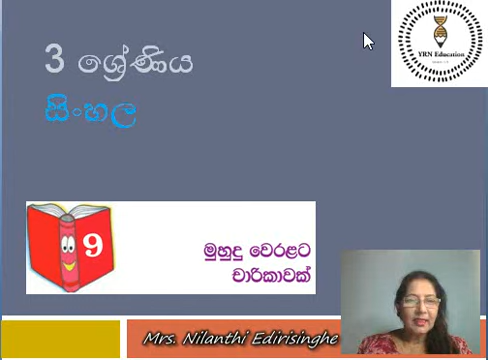 3 ශ්‍රේණිය
සිංහල
YRN Education
9
මුහුදු වෙරළට
චාරිකාවක්
Mrs. Nilanthi Edirisinghe